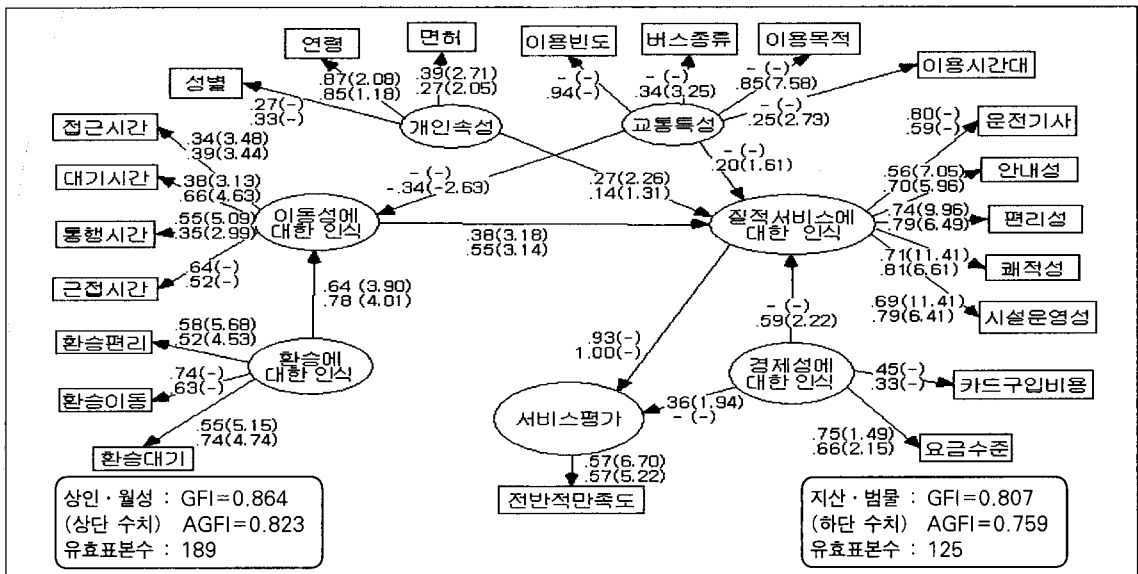 연령
면허
이용빈도
버스종류
이용목적
이용시간대
성별
.87(2.08)
.85(1.18)
.39(2.71)
.27(2.05)
- (-)
.94(-)
- (-)
.34(3.25)
- (-)
.85(7.58)
- (-)
.25(2.73)
.27(-)
.33(-)
개인속성
교통특성
접근시간
.34(3.48)
.39(3.44)
대기시간
.38(3.13)
.66(4.63)
통행시간
.55(5.09)
.35(2.99)
근접시간
.64(-)
.52(-)
이동성에
대한 인식
- (-)
-.34(-2.63)
.27(2.26)
.14(1.31)
- (-)
.20(1.61)
.38(3.18)
.55(3.14)
질적서비스에
대한 인식
.80(-)
.59(-)
운전기사
.56(7.05)
.70(5.96)
안내성
.74(9.96)
.79(6.49)
편리성
.71(11.41)
.81(6.61)
쾌적성
.69(11.41)
.79(6.41)
시설운영성
.64 (3.90)
.78 (4.01)
- (-)
.59(2.22)
환승편리
.58(5.68)
.52(4.53)
환승이동
.74(-)
.63(-)
환승대기
.55(5.15)
.74(4.74)
환승에
대한 인식
.93(-)
1.00(-)
경제성에
대한 인식
.45(-)
.33(-)
카드구입비용
.75(1.49)
.66(2.15)
요금수준
.36(1.94)
- (-)
서비스평가
.57(6.70)
.57(5.22)
전반적만족도
상인·월성 : GFI=0.864
(상단 수치) AGFI=0.823
유효표본수 : 189
지산·범물 : GFI=0.807
(하단 수치) AGFI=0.759
유효표본수 : 125